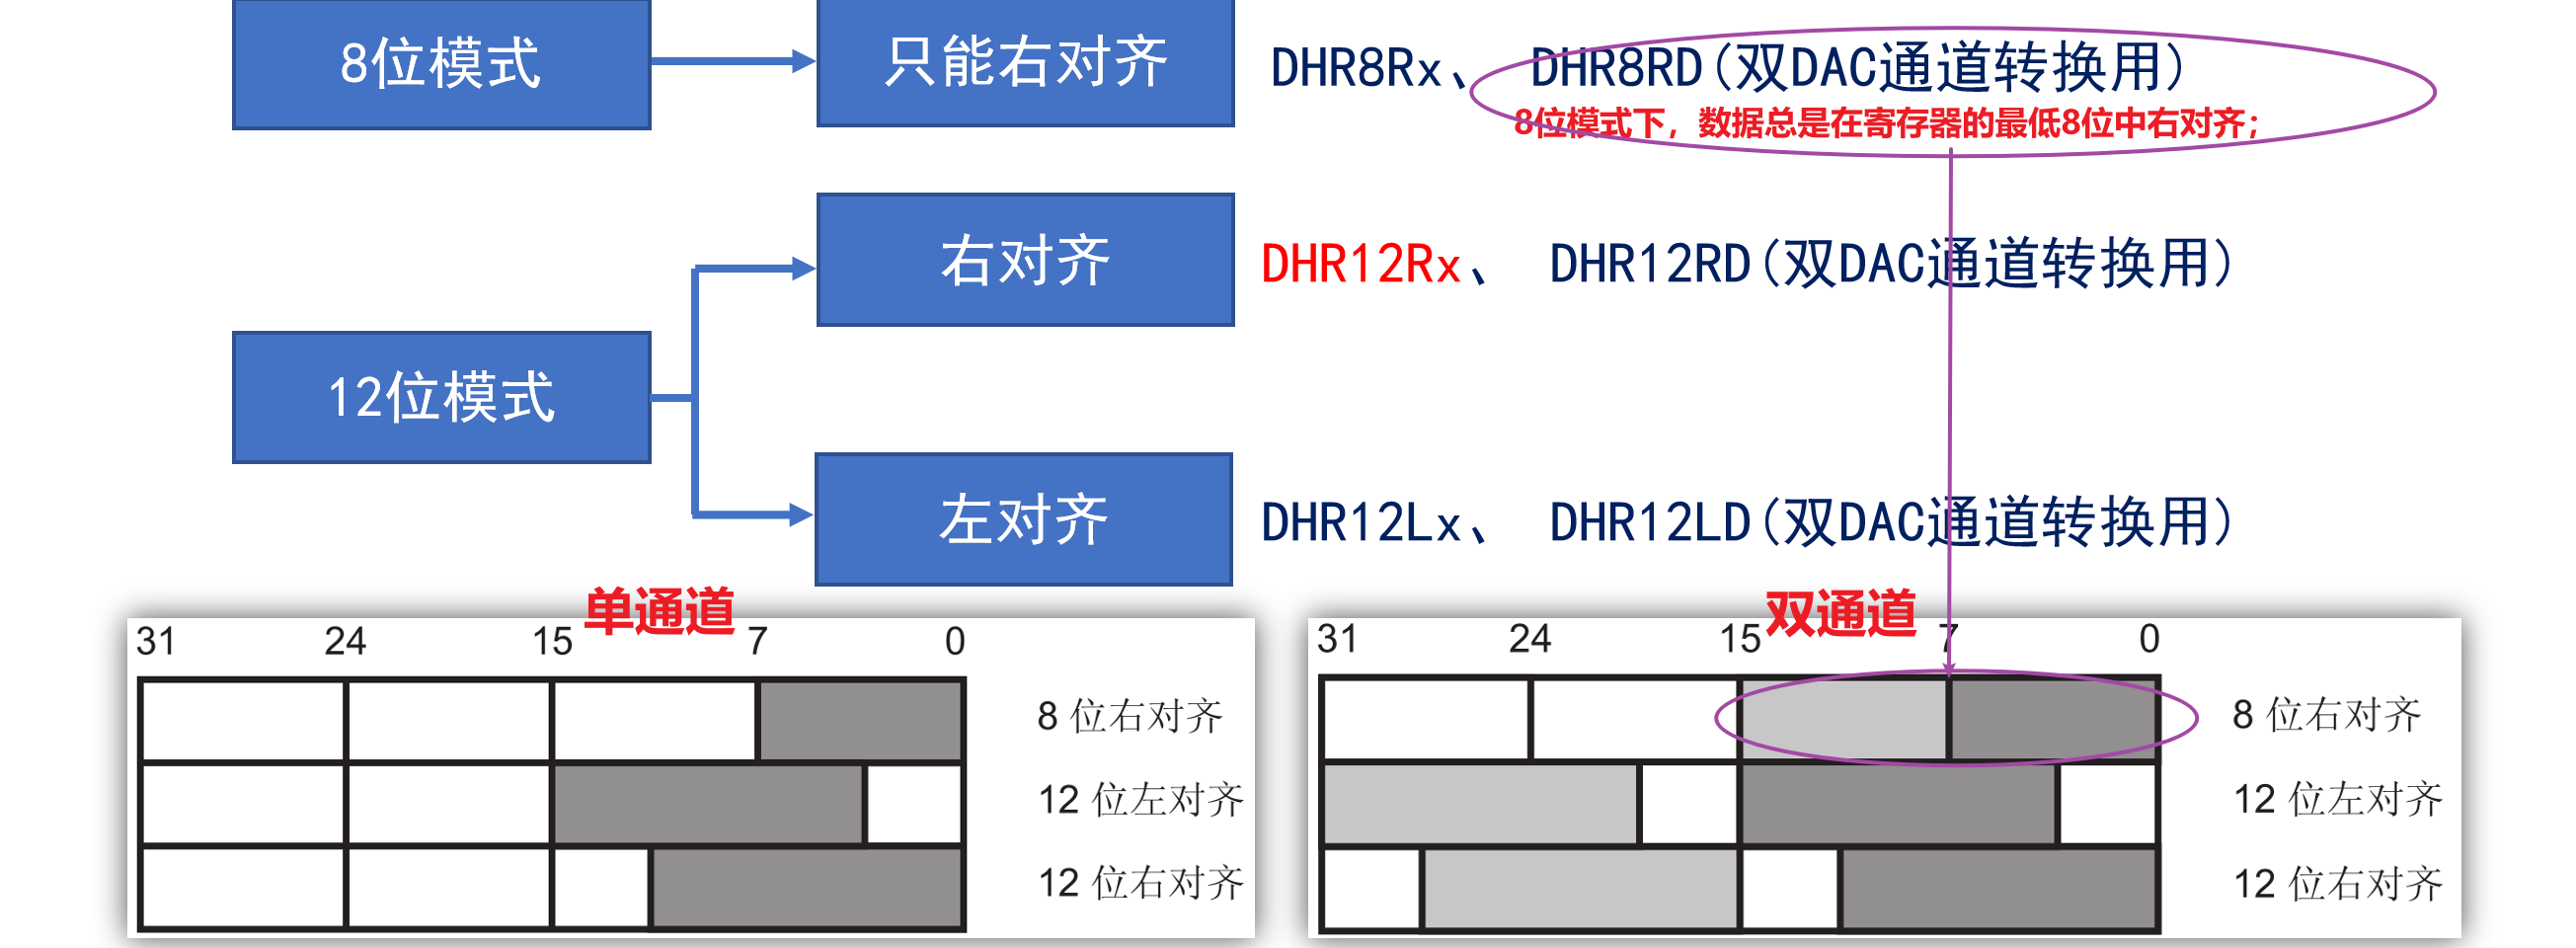 8位模式
只能右对齐
DHR8Rx、 DHR8RD(双DAC通道转换用)
8位模式下，数据总是在寄存器的最低8位中右对齐；
右对齐
DHR12Rx、 DHR12RD(双DAC通道转换用)
12位模式
左对齐
DHR12Lx、 DHR12LD(双DAC通道转换用)
单通道
31 24 15 7 0
8 位右对齐
12 位左对齐
12 位右对齐
双通道
31 24 15 7 0
8 位右对齐
12 位左对齐
12 位右对齐